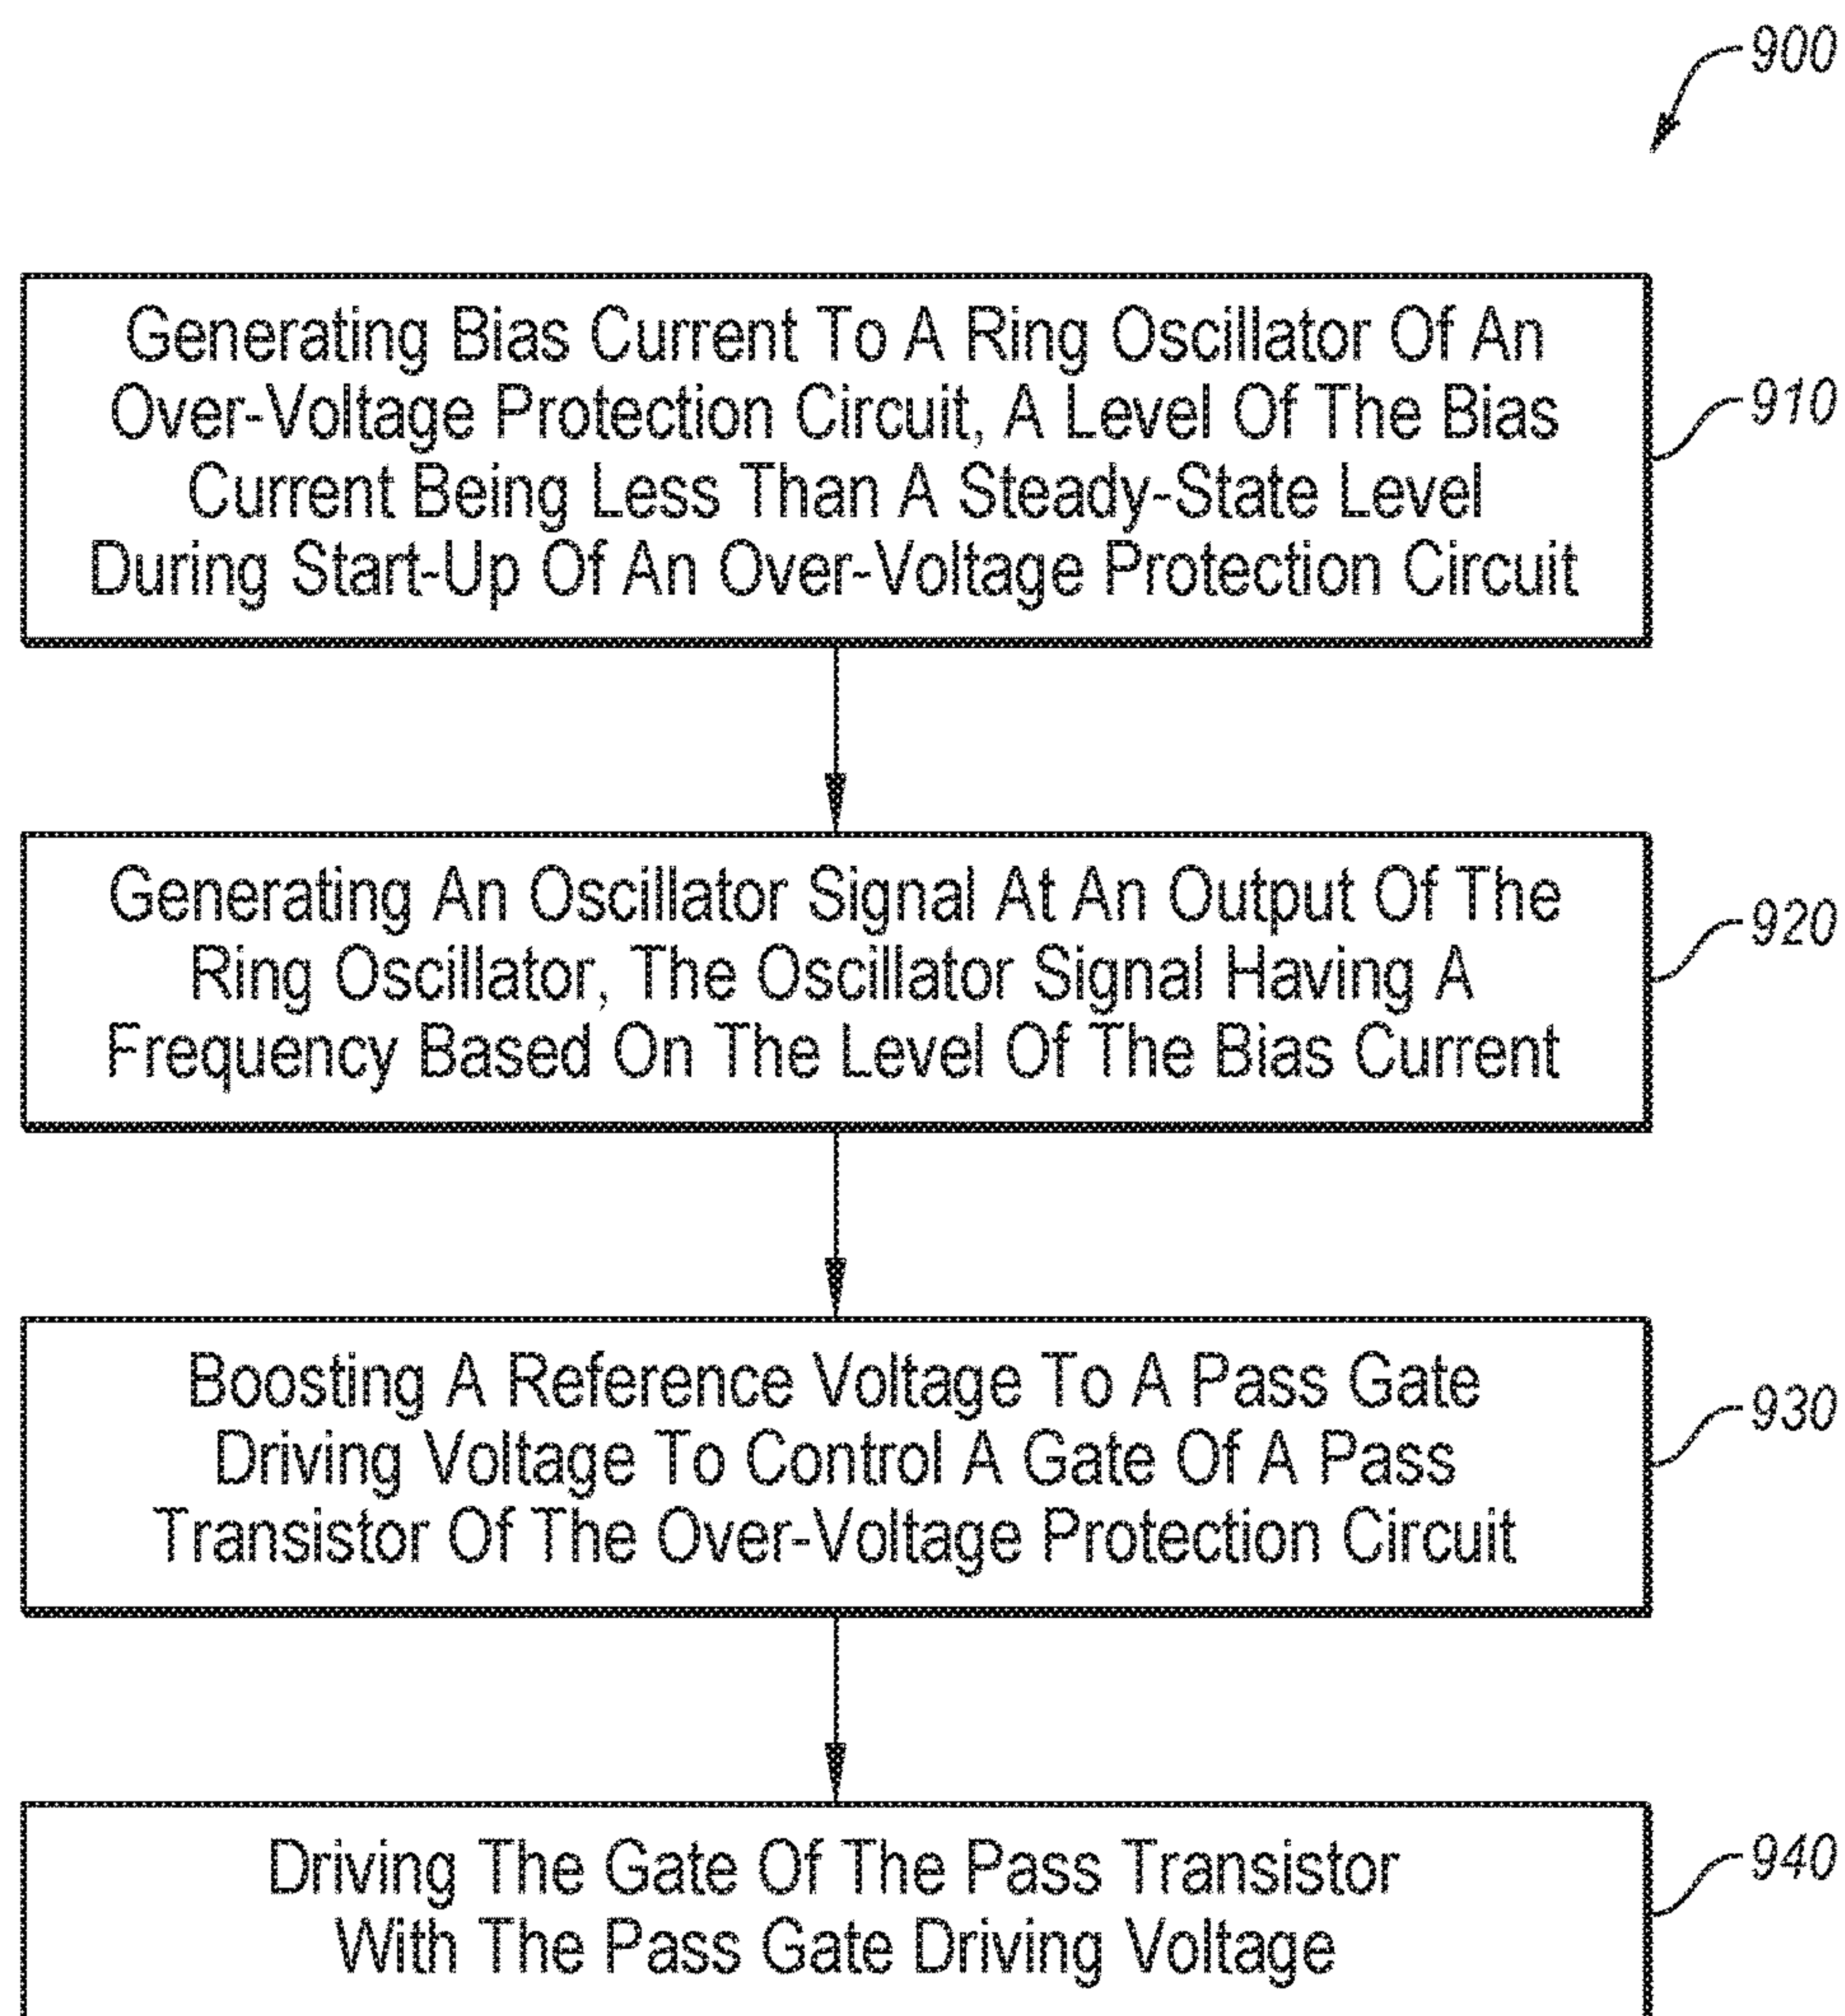 900
Generating Bias Current To A Ring Oscillator Of An
Over-Voltage Protection Circuit, A Level Of The Bias
Current Being Less Than A Steady-State Level
During Start-Up Of An Over-Voltage Protection Circuit
910
Generating An Oscillator Signal At An Output Of The
Ring Oscillator, The Oscillator Signal Having A
Frequency Based On The Level Of The Bias Current
920
Boosting A Reference Voltage To A Pass Gate
Driving Voltage To Control A Gate Of A Pass
Transistor Of The Over-Voltage Protection Circuit
930
Driving The Gate Of The Pass Transistor
With The Pass Gate Driving Voltage
940